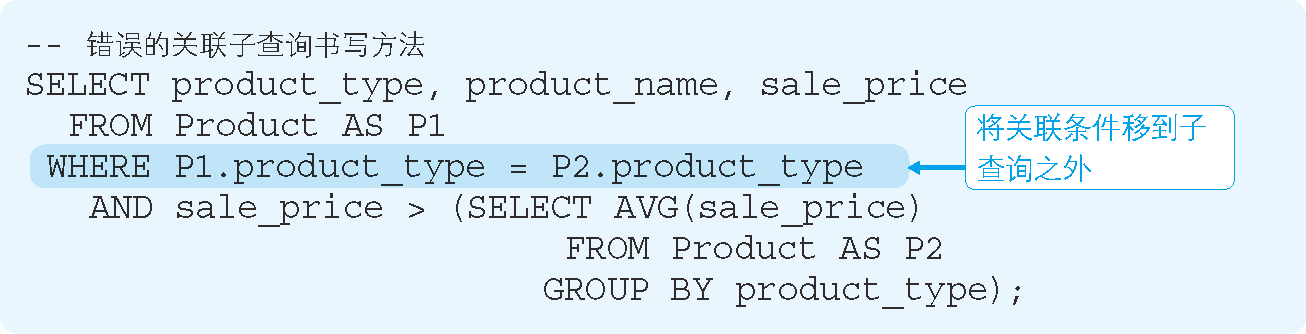 -- 错误的关联子查询书写方法
SELECT product_type, product_name, sale_price
FROM Product AS P1
WHERE P1.product_type = P2.product_type
将关联条件移到子
查询之外
AND sale_price > (SELECT AVG(sale_price)
FROM Product AS P2
GROUP BY product_type);